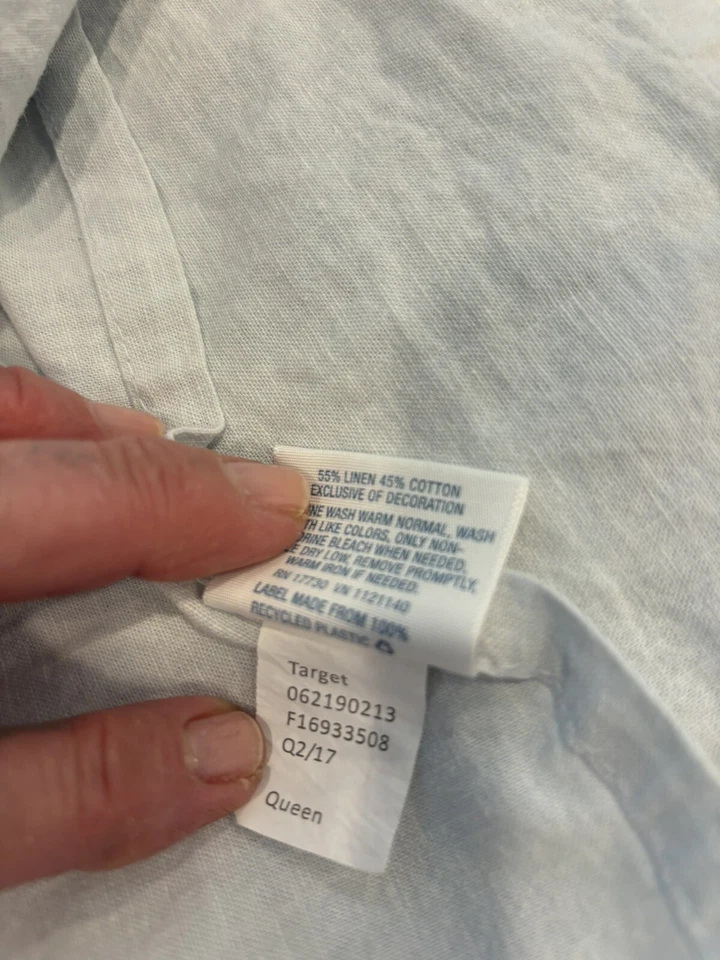 55% LINEN 45% COTTON
EXCLUSIVE OF DECORATION
WASH WARM NORMAL, WASH
LIKE COLORS, ONLY NON-
BLEACH WHEN NEEDED,
DRY LOW, REMOVE PROMPTLY,
WARM IRON IF NEEDED.
RN 17730 VN 1121140
LABEL MADE FROM 100%
RECYCLED PLASTIC
Target
062190213
F16933508
Q2/17
Queen